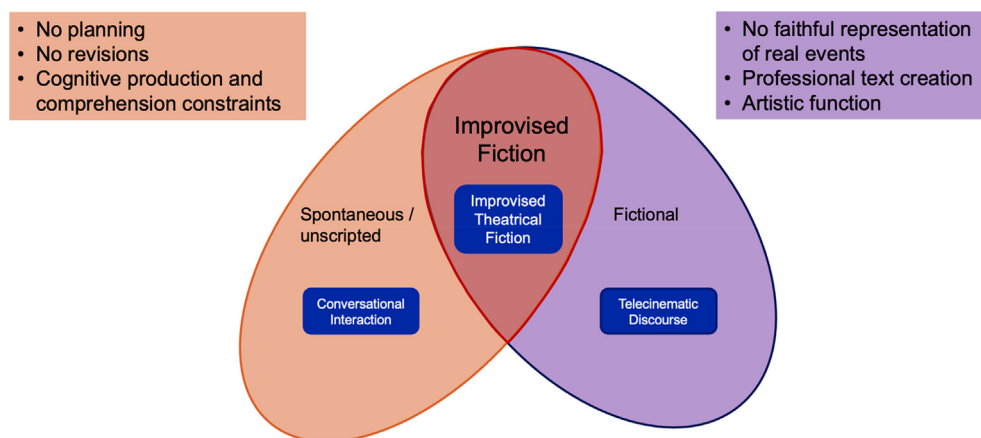 • No planning
• No revisions
• Cognitive production and
comprehension constraints
• No faithful representation
of real events
• Professional text creation
• Artistic function
Improvised
Fiction
Improvised
Theatrical
Fiction
Spontaneous /
unscripted
Fictional
Conversational
Interaction
Telecinematic
Discourse